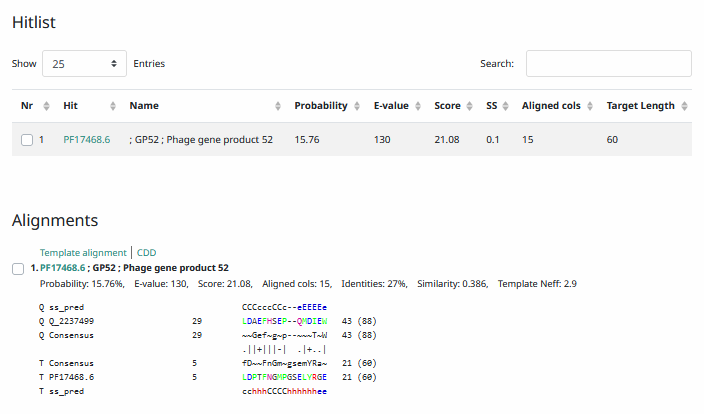 Hitlist
Show 25 Entries Search:
Nr Hit Name Probability E-value Score SS Aligned cols Target Length
1 PF17468.6 ; GP52 ; Phage gene product 52 15.76 130 21.08 0.1 15 60
Alignments
Template alignment | CDD
1. PF17468.6 ; GP52 ; Phage gene product 52
Probability: 15.76%, E-value: 130, Score: 21.08, Aligned cols: 15, Identities: 27%, Similarity: 0.386, Template Neff: 2.9
Q ss_pred CCCcccCCc--eEEEEe
Q Q_2237499 29 LDAEFHSEP--QMDIEW 43 (88)
Q Consensus 29 ~~Gef~g~p--~~~T~W 43 (88)
.||+|||-| .|+..|
T Consensus 5 fD~~FnGm~gsemYRa~ 21 (60)
T PF17468.6 5 LDPTFNGMPGSELYRGE 21 (60)
T ss_pred cchhhCCCChhhhhhee